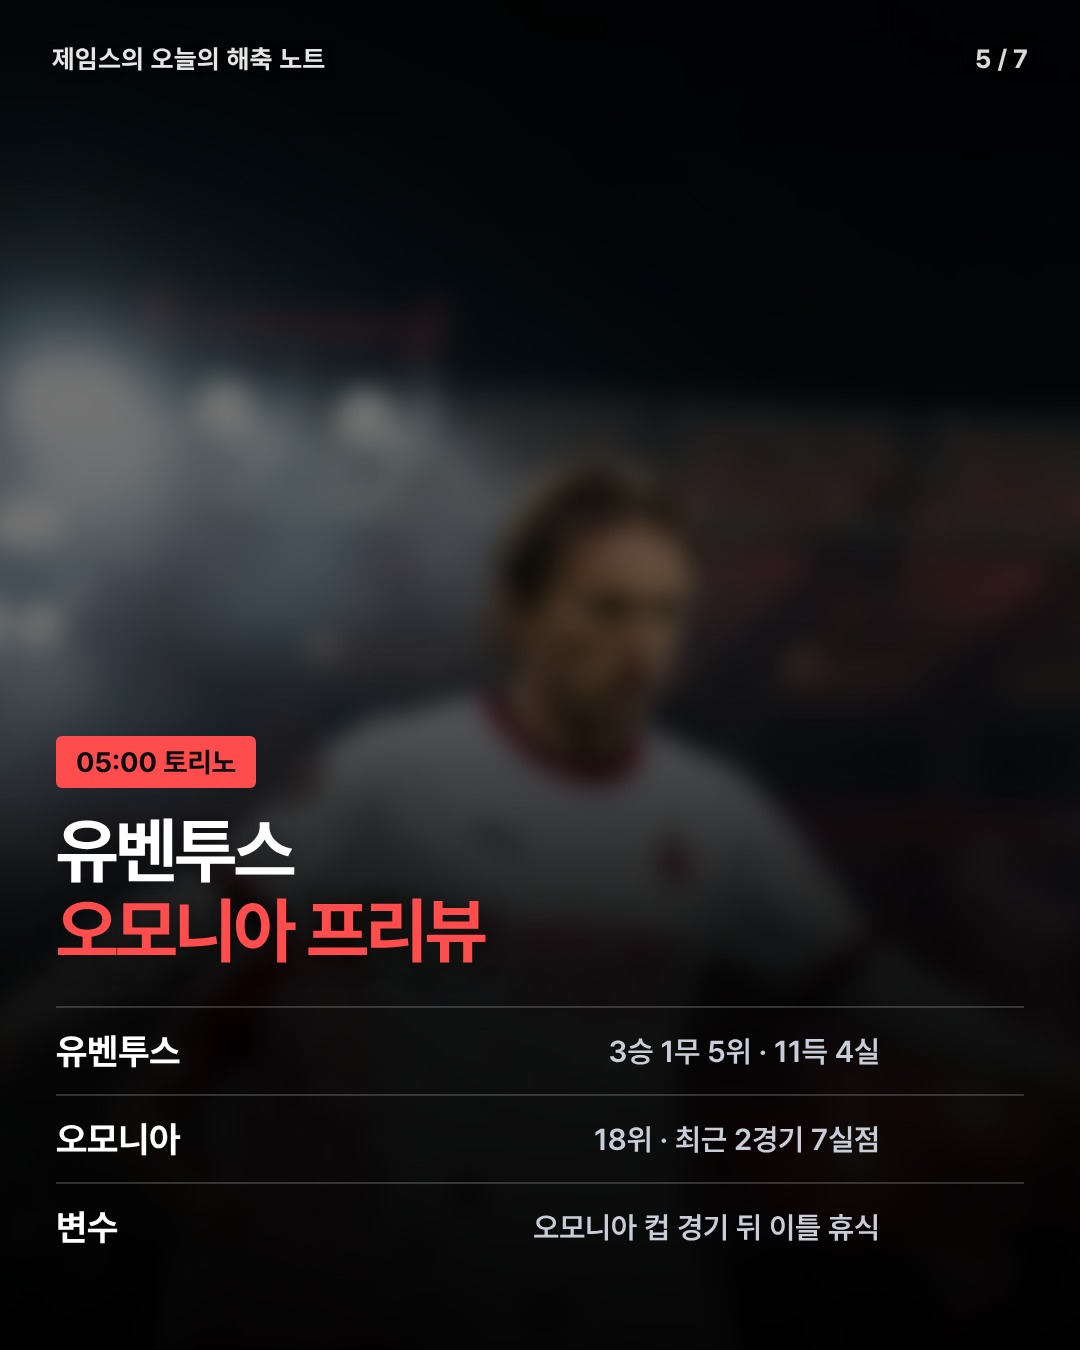 제임스의 오늘의 해축 노트
5 / 7
05:00 토리노
유벤투스
오모니아 프리뷰
유벤투스 3승 1무 5위 · 11득 4실
오모니아 18위 · 최근 2경기 7실점
변수 오모니아 컵 경기 뒤 이틀 휴식